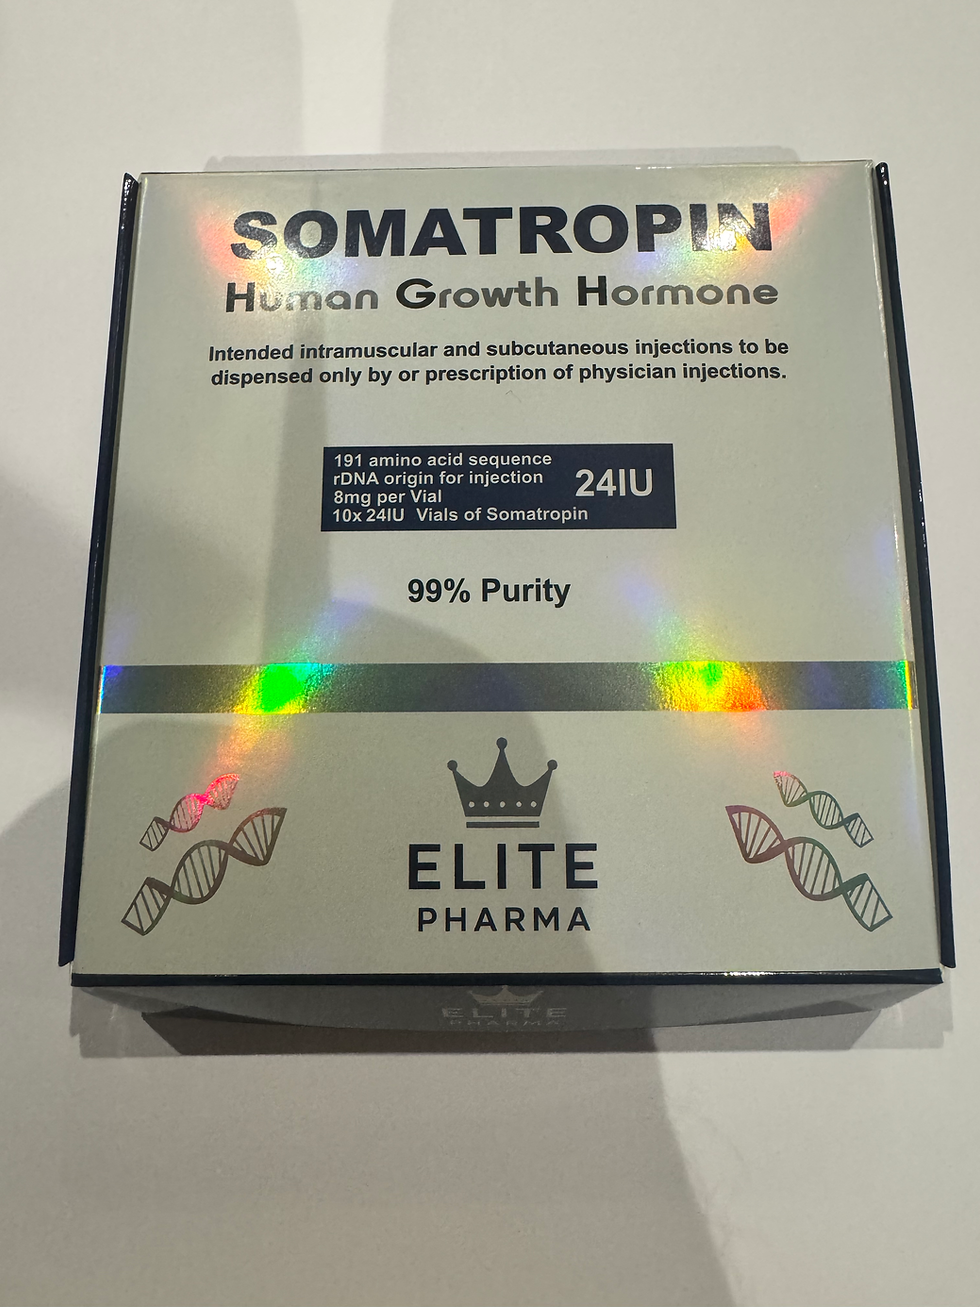 SOMATROPIN
Human Growth Hormone
Intended intramuscular and subcutaneous injections to be
dispensed only by or prescription of physician injections.
191 amino acid sequence
rDNA origin for injection
8mg per Vial
24IU
10x 24IU Vials of Somatropin
99% Purity
ELITE
PHARMA
ELITE
PHARMA